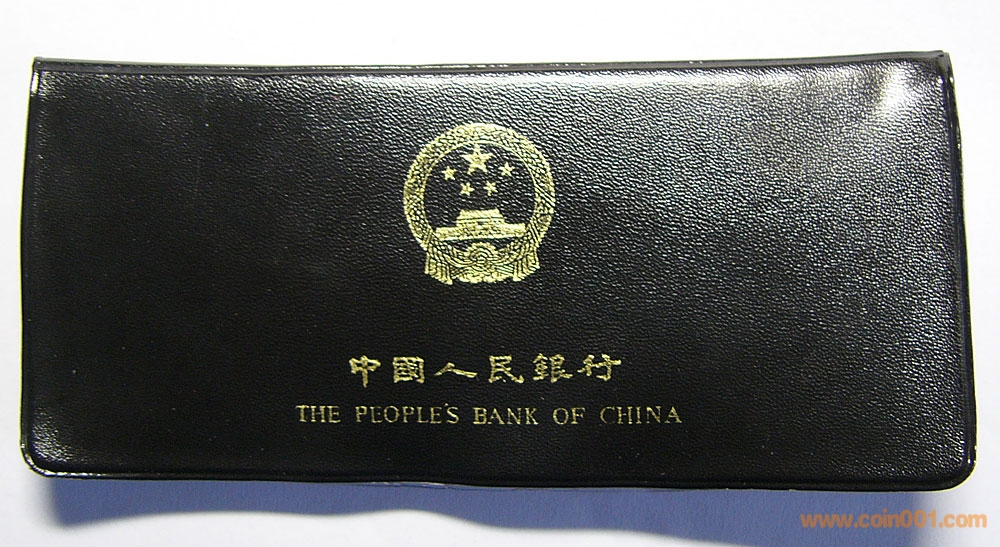 中國人民銀行
THE PEOPLE'S BANK OF CHINA
www.coin001.com